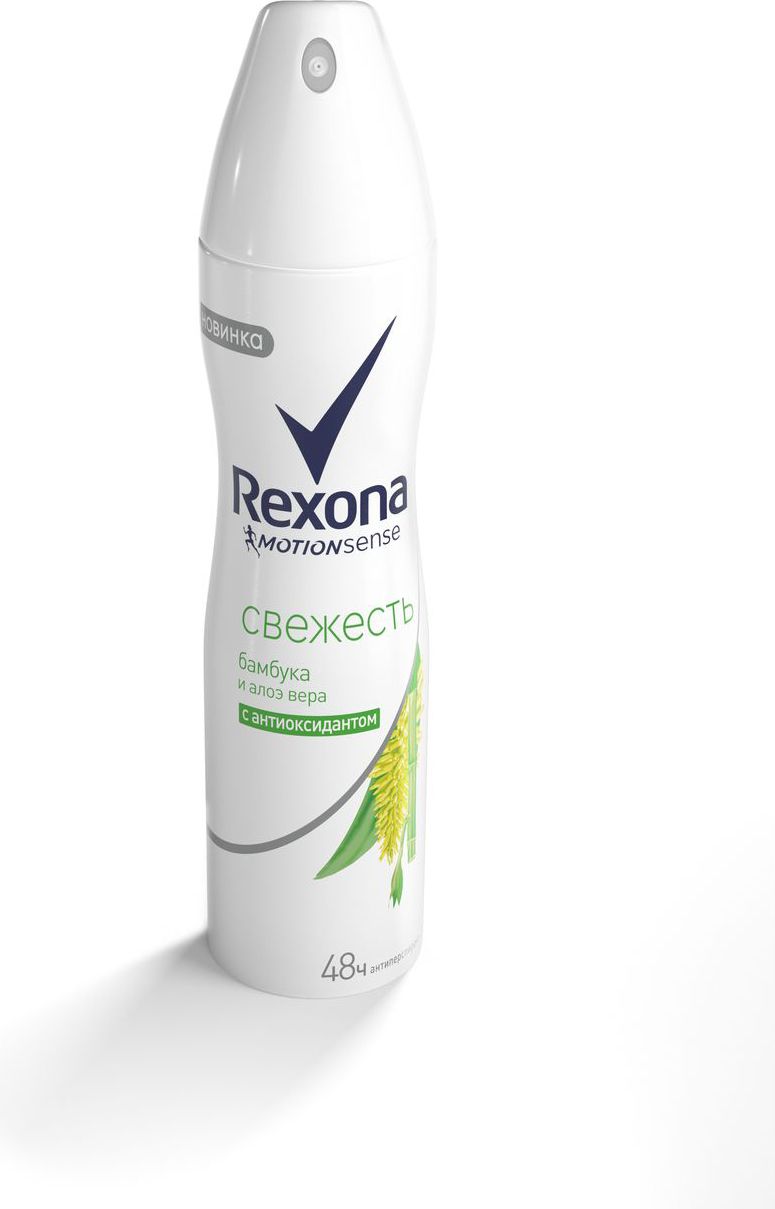 новинка
Rexona
MOTIONsense
свежесть
бамбука
и алоэ вера
с антиоксидантом
48ч